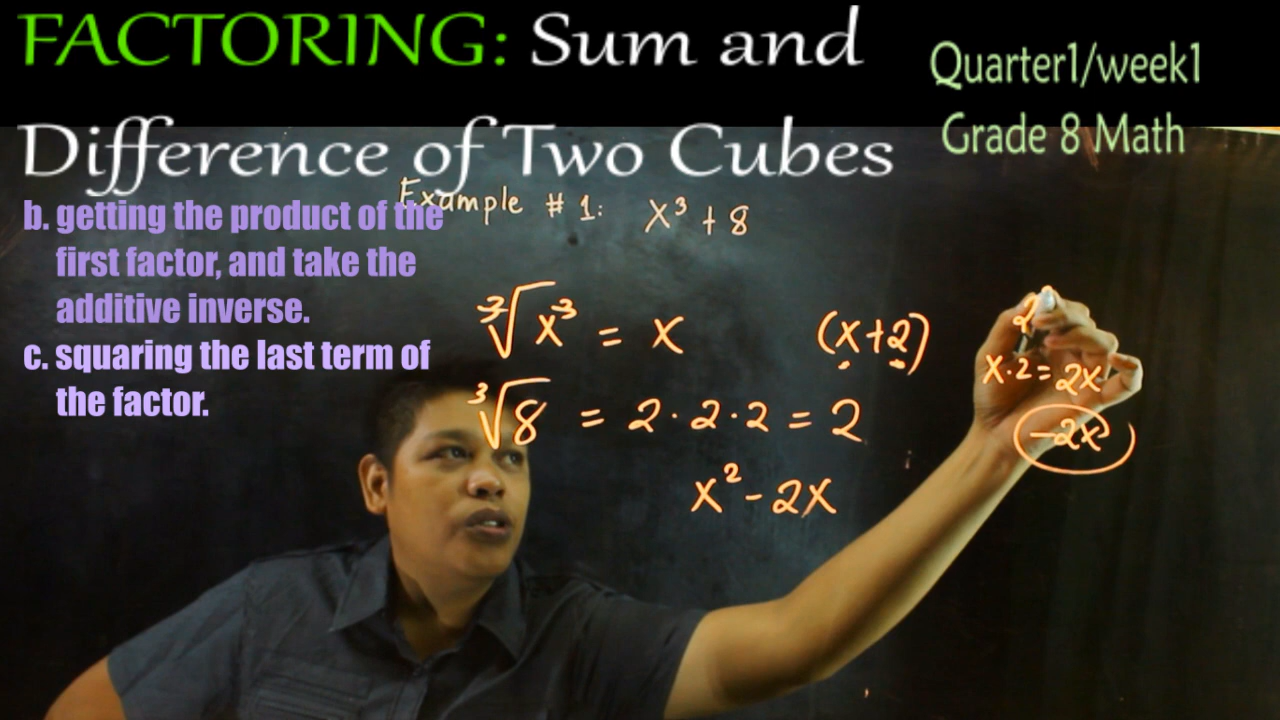 FACTORING: Sum and
Difference of Two Cubes
Quarter1/week1
Grade 8 Math
b. getting the product of the
first factor, and take the
additive inverse.
c. squaring the last term of
the factor.
Example # 1: x³ + 8
∛x³ = x (x+2)
∛8 = 2·2·2 = 2
x² - 2x
2
x·2 = 2x
-2x